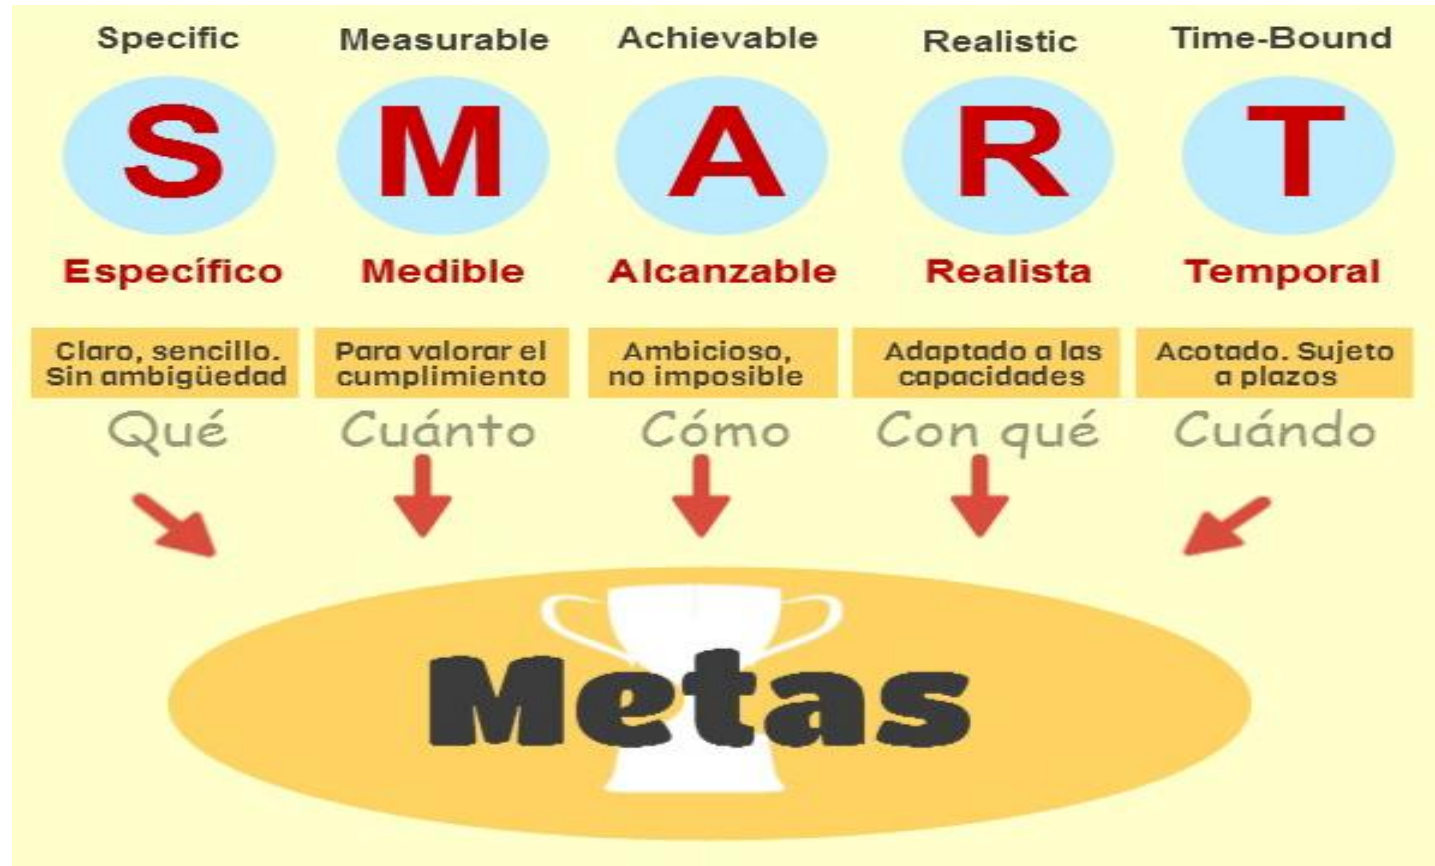 Specific Measurable Achievable Realistic Time-Bound
S M A R T
Específico Medible Alcanzable Realista Temporal
Claro, sencillo. Para valorar el Ambicioso, Adaptado a las Acotado. Sujeto
Sin ambigüedad cumplimiento no imposible capacidades a plazos
Qué Cuánto Cómo Con qué Cuándo
Metas